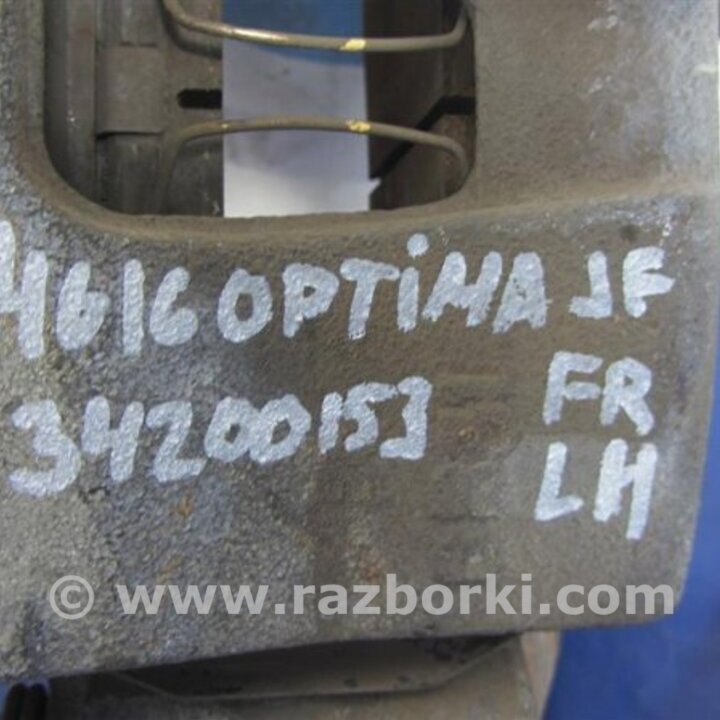 4616 OPTiMA JF
34200153 FR
LH
© www.razborki.com